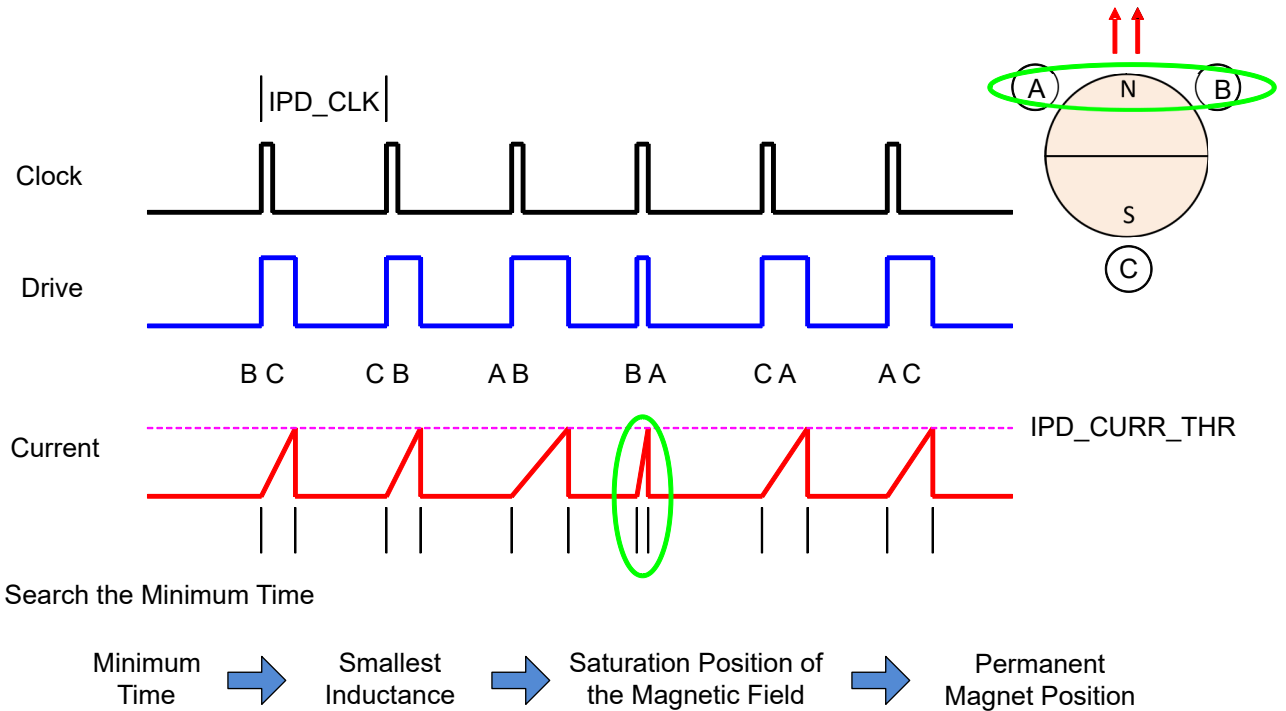 IPD_CLK
A
N
B
Clock
S
C
Drive
B C
C B
A B
B A
C A
A C
Current
IPD_CURR_THR
Search the Minimum Time
Minimum
Time
Smallest
Inductance
Saturation Position of
the Magnetic Field
Permanent
Magnet Position